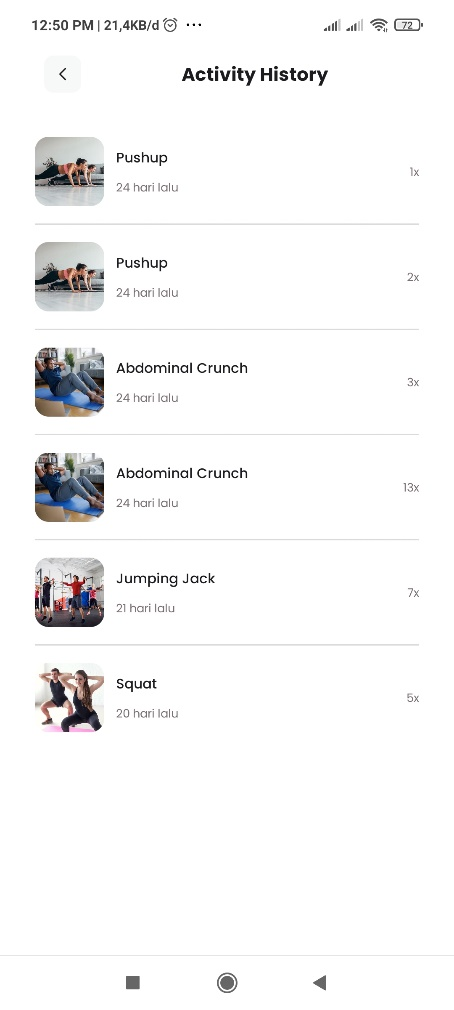 12:50 PM | 21,4KB/d ...
72
Activity History
Pushup
24 hari lalu
1x
Pushup
24 hari lalu
2x
Abdominal Crunch
24 hari lalu
3x
Abdominal Crunch
24 hari lalu
13x
Jumping Jack
21 hari lalu
7x
Squat
20 hari lalu
5x